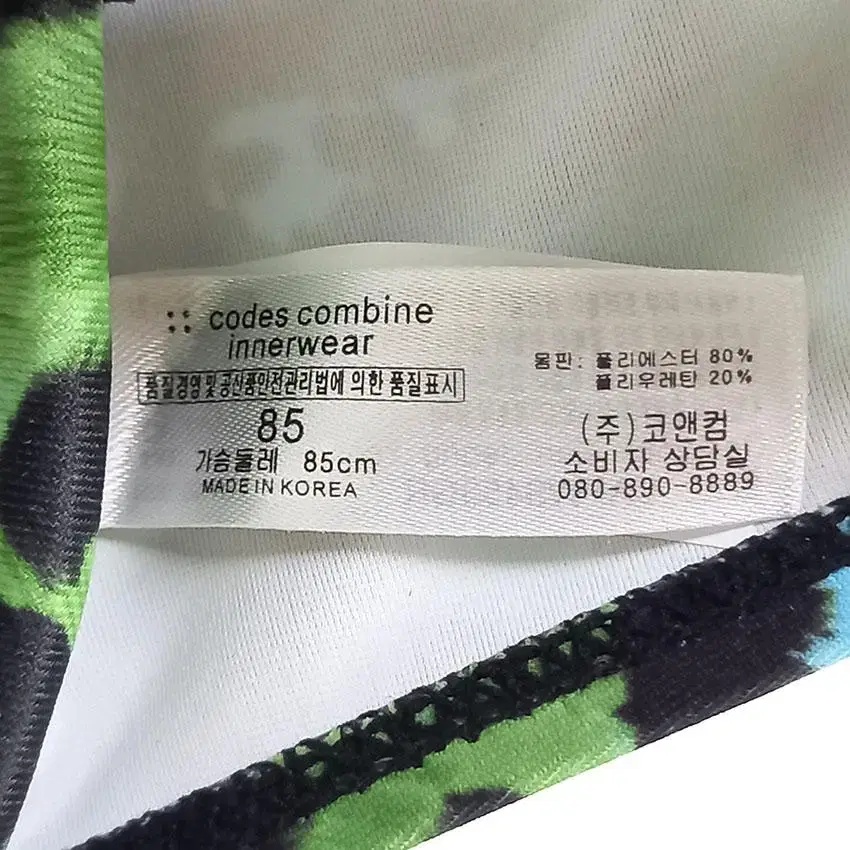 codes combine
innerwear
품질경영 및 공산품안전관리법에 의한 품질표시
85
가슴둘레 85cm
MADE IN KOREA
몸판: 폴리에스터 80%
폴리우레탄 20%
(주)코앤컴
소비자 상담실
080-890-8889